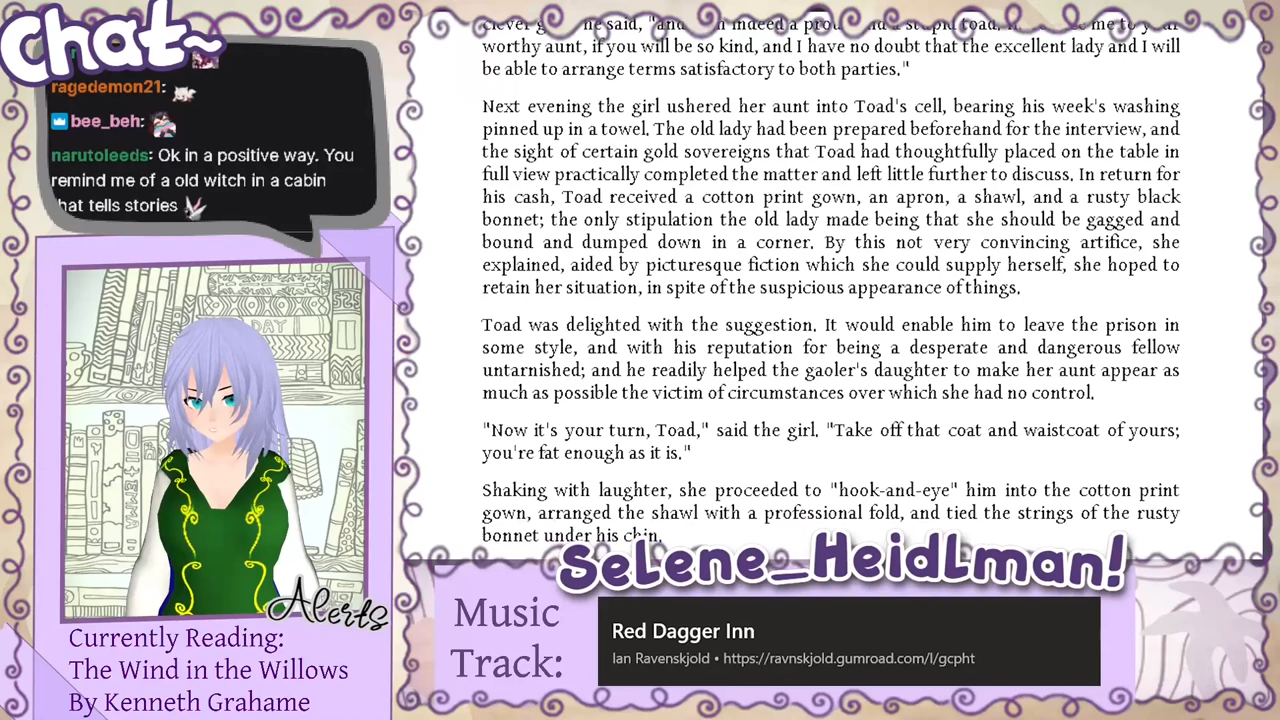 Chat~
ragedemon21:
bee_beh:
narutoleeds: Ok in a positive way. You
remind me of a old witch in a cabin
that tells stories
DAY
EMMA
Alerts
Currently Reading:
The Wind in the Willows
By Kenneth Grahame
he said, "and indeed a
worthy aunt, if you will be so kind, and I have no doubt that the excellent lady and I will
be able to arrange terms satisfactory to both parties."
Next evening the girl ushered her aunt into Toad's cell, bearing his week's washing
pinned up in a towel. The old lady had been prepared beforehand for the interview, and
the sight of certain gold sovereigns that Toad had thoughtfully placed on the table in
full view practically completed the matter and left little further to discuss. In return for
his cash, Toad received a cotton print gown, an apron, a shawl, and a rusty black
bonnet; the only stipulation the old lady made being that she should be gagged and
bound and dumped down in a corner. By this not very convincing artifice, she
explained, aided by picturesque fiction which she could supply herself, she hoped to
retain her situation, in spite of the suspicious appearance of things.
Toad was delighted with the suggestion. It would enable him to leave the prison in
some style, and with his reputation for being a desperate and dangerous fellow
untarnished; and he readily helped the gaoler's daughter to make her aunt appear as
much as possible the victim of circumstances over which she had no control.
"Now it's your turn, Toad," said the girl. "Take off that coat and waistcoat of yours;
you're fat enough as it is."
Shaking with laughter, she proceeded to "hook-and-eye" him into the cotton print
gown, arranged the shawl with a professional fold, and tied the strings of the rusty
bonnet under his chin.
Selene_Heidlman!
Music
Track:
Red Dagger Inn
Ian Ravenskjold • https://ravnskjold.gumroad.com/l/gcpht